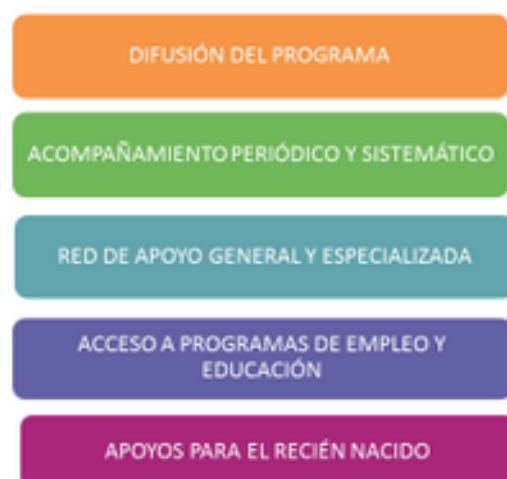 DIFUSIÓN DEL PROGRAMA
ACOMPAÑAMIENTO PERIÓDICO Y SISTEMÁTICO
RED DE APOYO GENERAL Y ESPECIALIZADA
ACCESO A PROGRAMAS DE EMPLEO Y
EDUCACIÓN
APOYOS PARA EL RECIÉN NACIDO